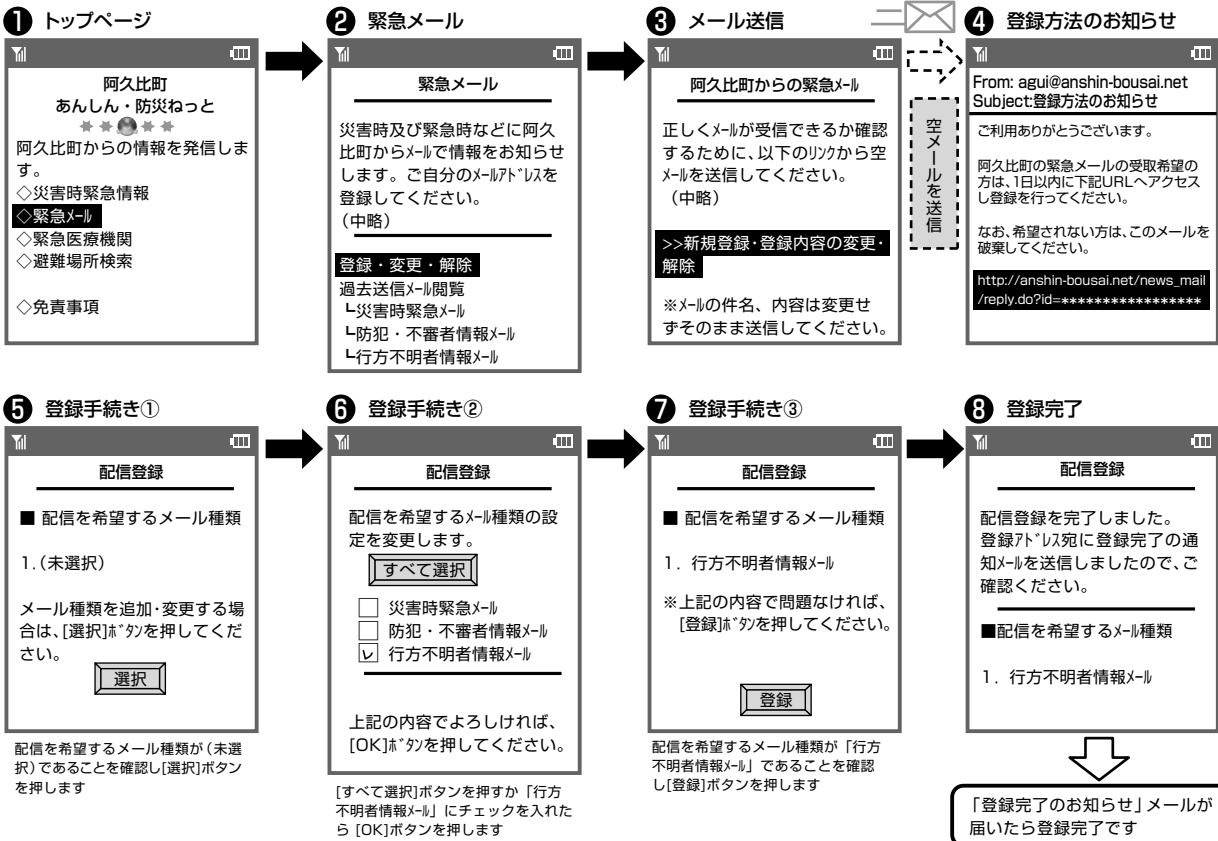 ❶ トップページ
阿久比町
あんしん・防災ねっと
阿久比町からの情報を発信しま
す。
◇災害時緊急情報
◇緊急ﾒｰﾙ
◇緊急医療機関
◇避難場所検索
◇免責事項
❷ 緊急メール
緊急メール
災害時及び緊急時などに阿久
比町からﾒｰﾙで情報をお知らせ
します。ご自分のﾒｰﾙｱﾄﾞﾚｽを
登録してください。
（中略）
登録・変更・解除
過去送信ﾒｰﾙ閲覧
┗災害時緊急ﾒｰﾙ
┗防犯・不審者情報ﾒｰﾙ
┗行方不明者情報ﾒｰﾙ
❸ メール送信
阿久比町からの緊急ﾒｰﾙ
正しくﾒｰﾙが受信できるか確認
するために、以下のﾘﾝｸから空
ﾒｰﾙを送信してください。
（中略）
>>新規登録・登録内容の変更・
解除
※ﾒｰﾙの件名、内容は変更せ
ずそのまま送信してください。
空メールを送信
❹ 登録方法のお知らせ
From: agui@anshin-bousai.net
Subject:登録方法のお知らせ
ご利用ありがとうございます。
阿久比町の緊急メールの受取希望の
方は、1日以内に下記URLへアクセス
し登録を行ってください。
なお、希望されない方は、このメールを
破棄してください。
http://anshin-bousai.net/news_mail
/reply.do?id=*****************
❺ 登録手続き①
配信登録
■ 配信を希望するメール種類
1.（未選択）
メール種類を追加・変更する場
合は、[選択]ﾎﾞﾀﾝを押してくだ
さい。
選択
配信を希望するメール種類が（未選
択）であることを確認し[選択]ボタン
を押します
❻ 登録手続き②
配信登録
配信を希望するﾒｰﾙ種類の設
定を変更します。
すべて選択
災害時緊急ﾒｰﾙ
防犯・不審者情報ﾒｰﾙ
行方不明者情報ﾒｰﾙ
上記の内容でよろしければ、
[OK]ﾎﾞﾀﾝを押してください。
[すべて選択]ボタンを押すか「行方
不明者情報ﾒｰﾙ」にチェックを入れた
ら [OK]ボタンを押します
❼ 登録手続き③
配信登録
■ 配信を希望するメール種類
1. 行方不明者情報ﾒｰﾙ
※上記の内容で問題なければ、
[登録]ﾎﾞﾀﾝを押してください。
登録
配信を希望するメール種類が「行方
不明者情報ﾒｰﾙ」であることを確認
し[登録]ボタンを押します
❽ 登録完了
配信登録
配信登録を完了しました。
登録ｱﾄﾞﾚｽ宛に登録完了の通
知ﾒｰﾙを送信しましたので、ご
確認ください。
■配信を希望するﾒｰﾙ種類
1. 行方不明者情報ﾒｰﾙ
「登録完了のお知らせ」メールが
届いたら登録完了です